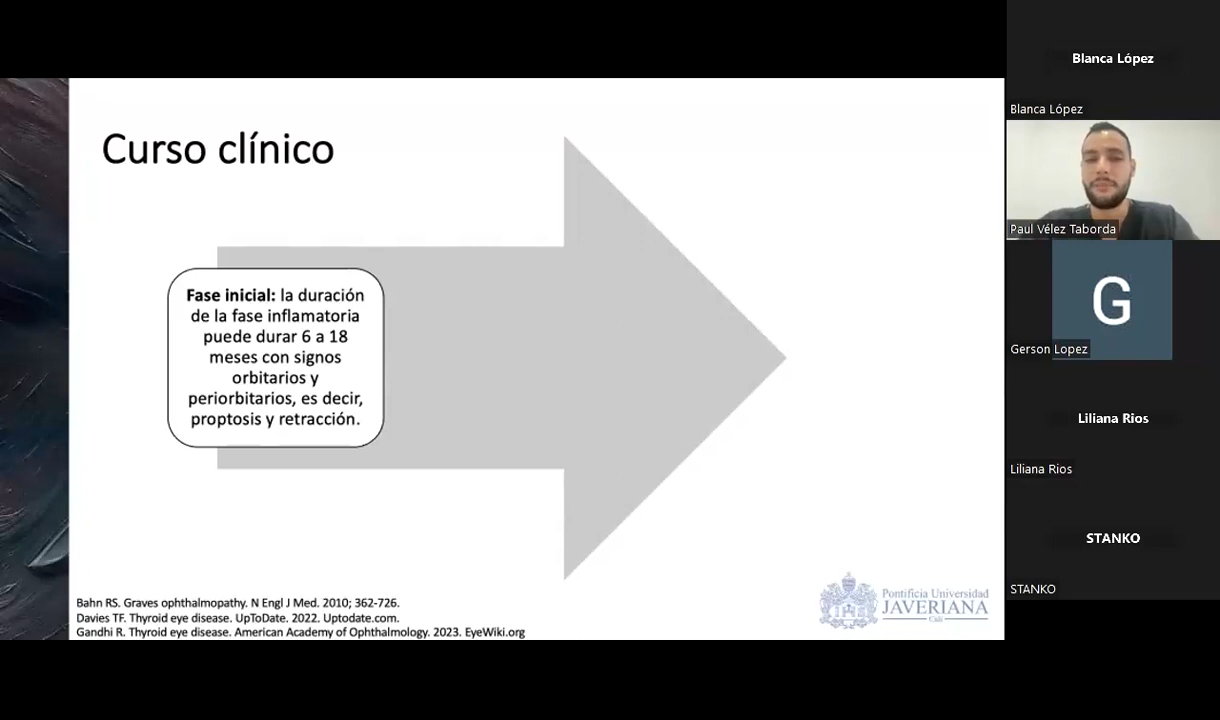 Curso clínico
Fase inicial: la duración
de la fase inflamatoria
puede durar 6 a 18
meses con signos
orbitarios y
periorbitarios, es decir,
proptosis y retracción.
Bahn RS. Graves ophthalmopathy. N Engl J Med. 2010; 362-726.
Davies TF. Thyroid eye disease. UpToDate. 2022. Uptodate.com.
Gandhi R. Thyroid eye disease. American Academy of Ophthalmology. 2023. EyeWiki.org
Pontificia Universidad
JAVERIANA
Cali
Blanca López
Blanca López
Paul Vélez Taborda
G
Gerson Lopez
Liliana Rios
Liliana Rios
STANKO
STANKO